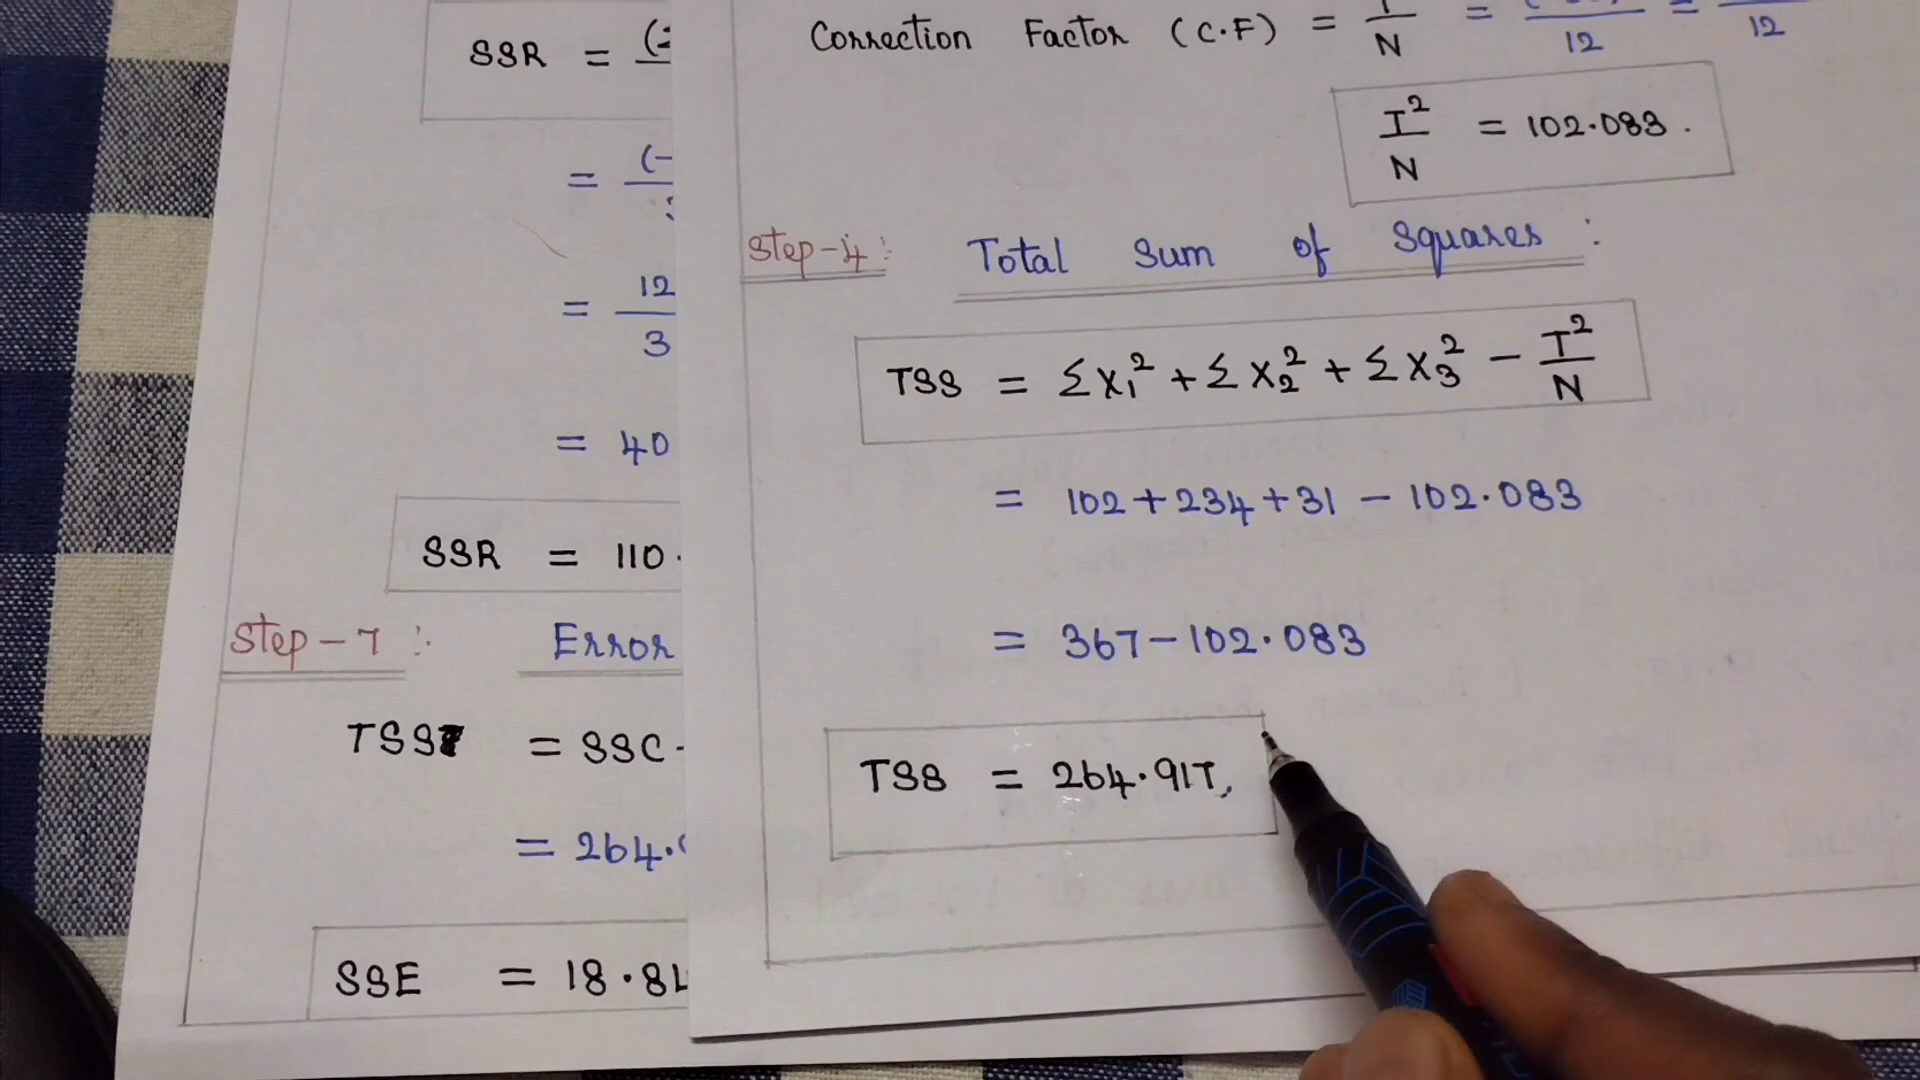 SSR =
=
= 12
3
= 40
SSR = 110.
Step-7 :
Error
TSS = SSC -
= 264.
SSE = 18.8
Correction Factor (C.F) = T / N = / 12 = / 12
T² / N = 102.083.
Step-4 : Total Sum of Squares :
TSS = Σx₁² + Σx₂² + Σx₃² - T² / N
= 102+234+31 - 102.083
= 367-102.083
TSS = 264.917,